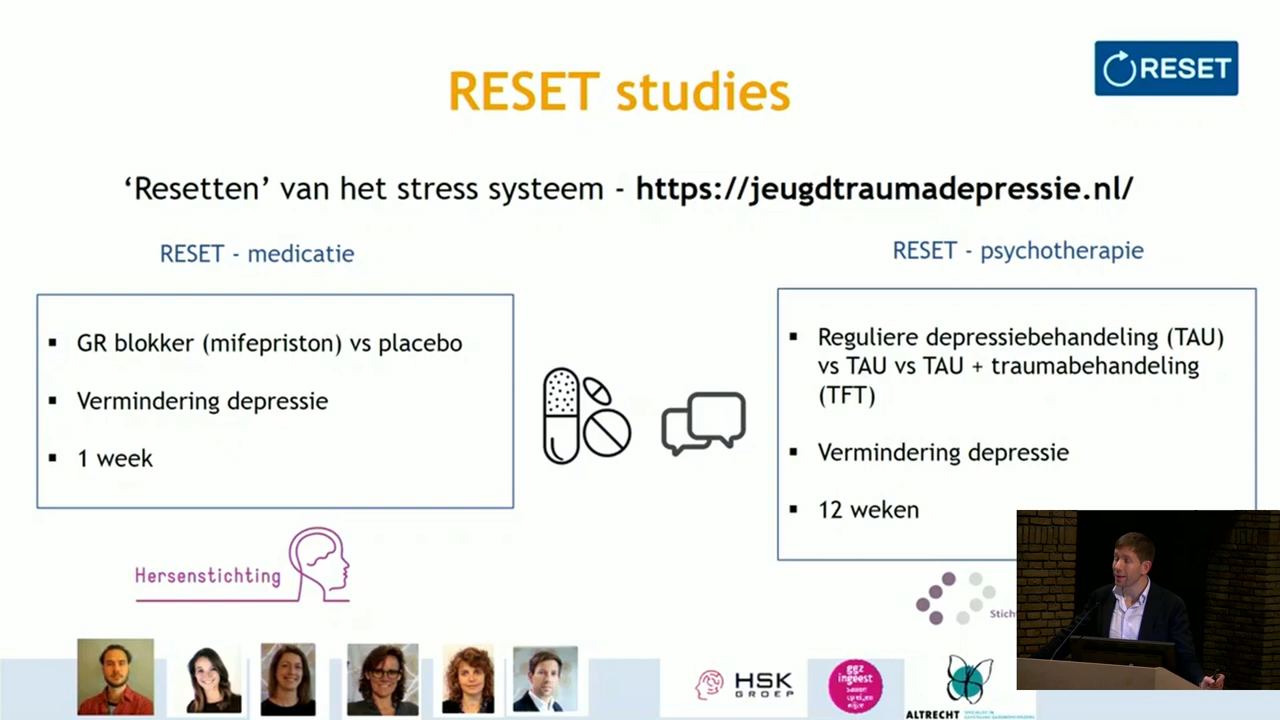 RESET
RESET studies
‘Resetten’ van het stress systeem - https://jeugdtraumadepressie.nl/
RESET - medicatie
▪ GR blokker (mifepriston) vs placebo
▪ Vermindering depressie
▪ 1 week
RESET - psychotherapie
▪ Reguliere depressiebehandeling (TAU)
vs TAU vs TAU + traumabehandeling
(TFT)
▪ Vermindering depressie
▪ 12 weken
Hersenstichting
HSK
GROEP
ggz
ingeest
ALTRECHT